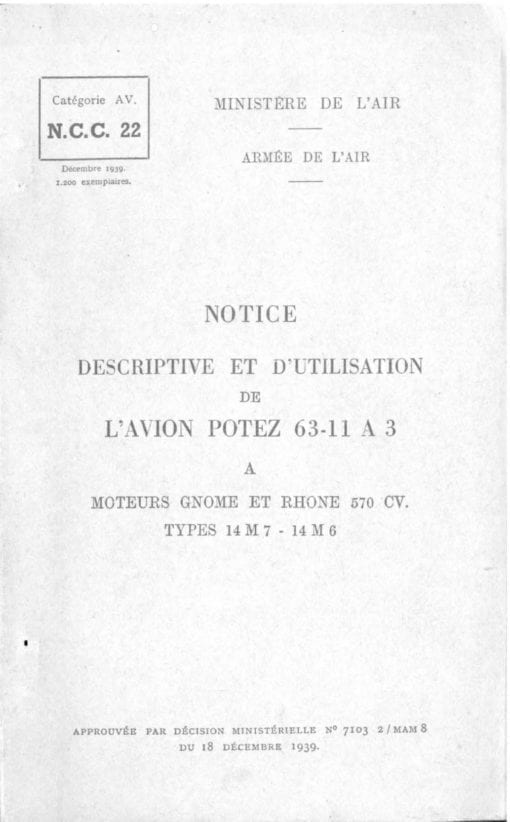 Catégorie AV.
N.C.C. 22
Décembre 1939.
1.200 exemplaires.
MINISTÈRE DE L'AIR
ARMÉE DE L'AIR
NOTICE
DESCRIPTIVE ET D'UTILISATION
DE
L'AVION POTEZ 63-11 A 3
A
MOTEURS GNOME ET RHONE 570 CV.
TYPES 14 M 7 - 14 M 6
APPROUVÉE PAR DÉCISION MINISTÉRIELLE Nº 7103 2/MAM 8
DU 18 DÉCEMBRE 1939.